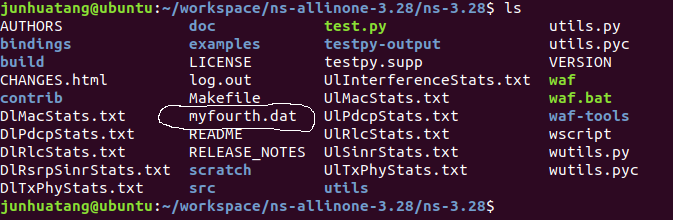 junhuatang@ubuntu:~/workspace/ns-allinone-3.28/ns-3.28$ ls
AUTHORS doc test.py utils.py
bindings examples testpy-output utils.pyc
build LICENSE testpy.supp VERSION
CHANGES.html log.out UlInterferenceStats.txt waf
contrib Makefile UlMacStats.txt waf.bat
DlMacStats.txt myfourth.dat UlPdcpStats.txt waf-tools
DlPdcpStats.txt README UlRlcStats.txt wscript
DlRlcStats.txt RELEASE_NOTES UlSinrStats.txt wutils.py
DlRsrpSinrStats.txt scratch UlTxPhyStats.txt wutils.pyc
DlTxPhyStats.txt src utils
junhuatang@ubuntu:~/workspace/ns-allinone-3.28/ns-3.28$